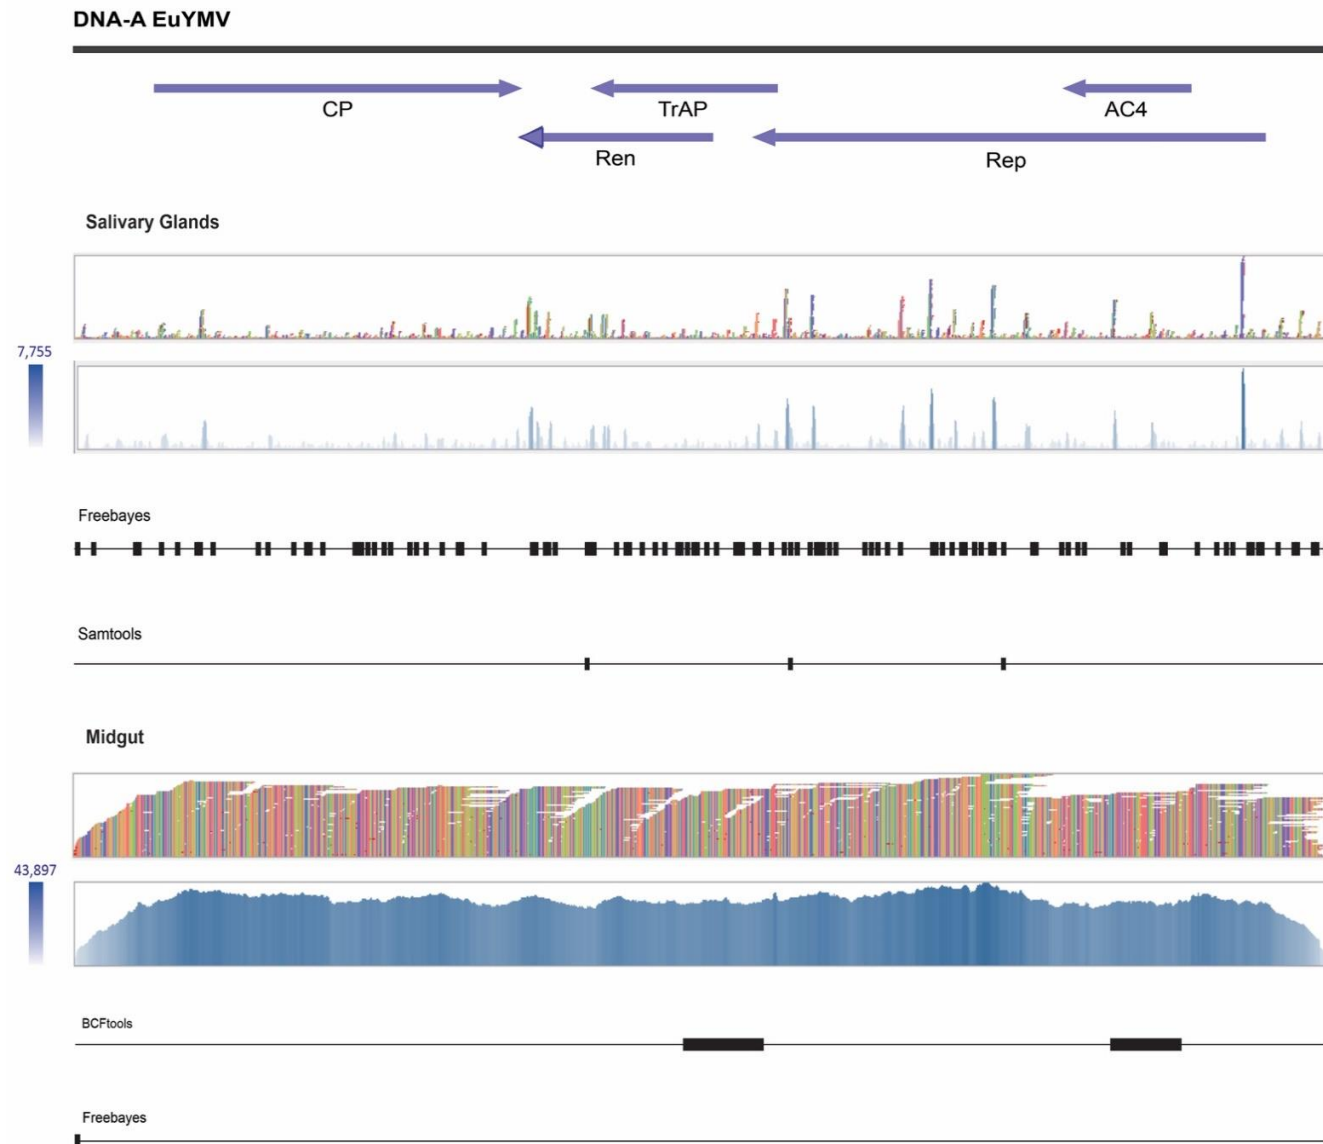 DNA-A EuYMV
CP
TrAP
AC4
Ren
Rep
Salivary Glands
7,755
Freebayes
Samtools
Midgut
43,897
BCFtools
Freebayes